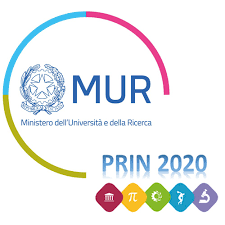 MUR
Ministero dell'Università e della Ricerca
PRIN 2020
π